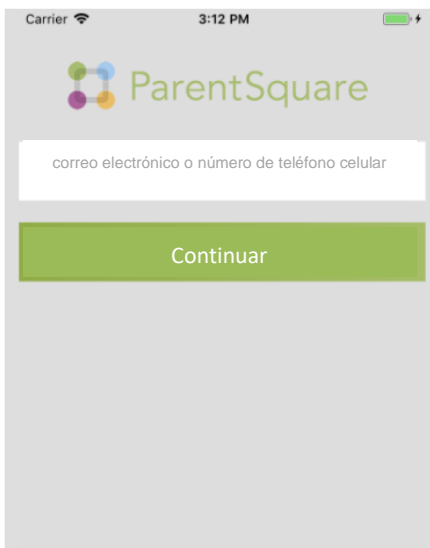 Carrier 3:12 PM
ParentSquare
correo electrónico o número de teléfono celular
Continuar